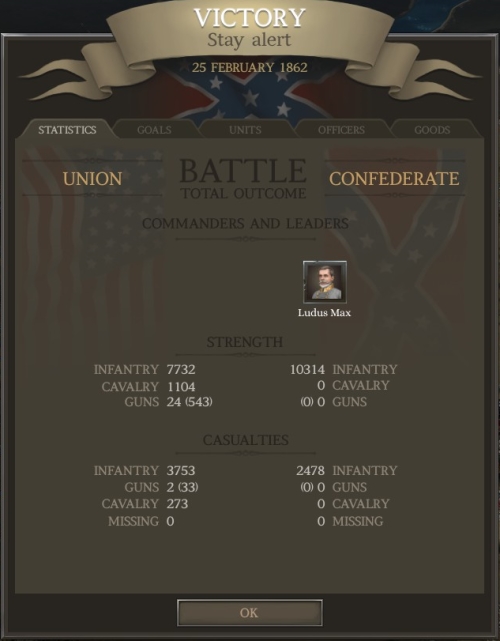 VICTORY
Stay alert
25 FEBRUARY 1862
STATISTICS GOALS UNITS OFFICERS GOODS
UNION BATTLE CONFEDERATE
TOTAL OUTCOME
COMMANDERS AND LEADERS
Ludus Max
STRENGTH
INFANTRY 7732 10314 INFANTRY
CAVALRY 1104 0 CAVALRY
GUNS 24 (543) (0) 0 GUNS
CASUALTIES
INFANTRY 3753 2478 INFANTRY
GUNS 2 (33) (0) 0 GUNS
CAVALRY 273 0 CAVALRY
MISSING 0 0 MISSING
OK